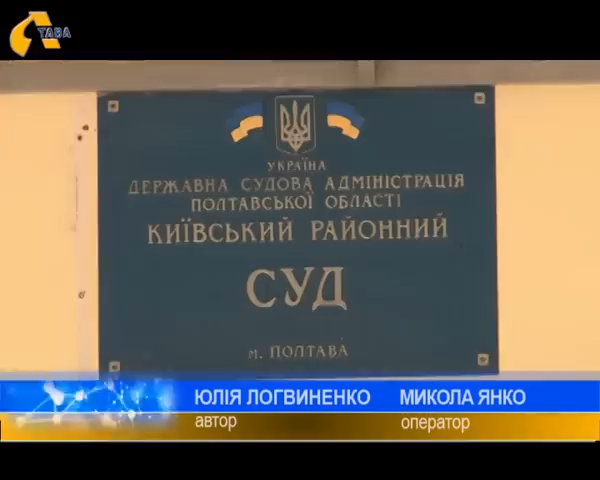 ТАВА
УКРАЇНА
ДЕРЖАВНА СУДОВА АДМІНІСТРАЦІЯ
ПОЛТАВСЬКОЇ ОБЛАСТІ
КИЇВСЬКИЙ РАЙОННИЙ
СУД
м. ПОЛТАВА
ЮЛІЯ ЛОГВИНЕНКО МИКОЛА ЯНКО
автор оператор